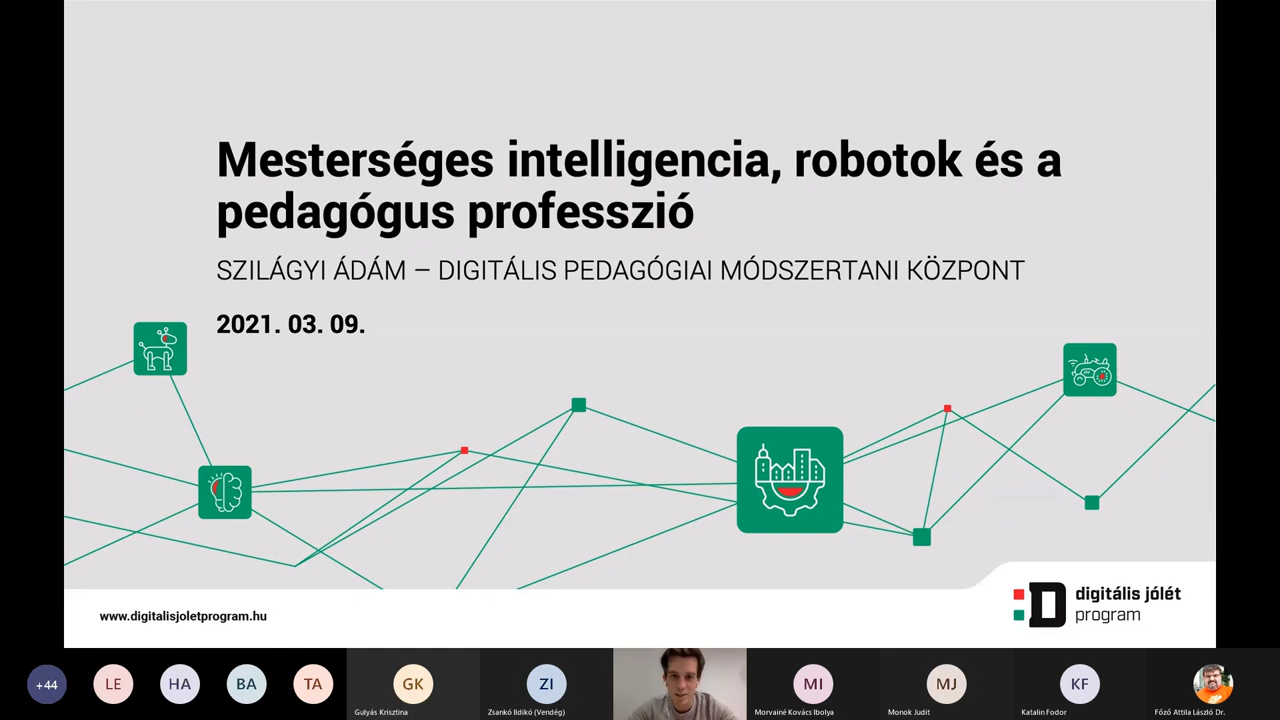 Mesterséges intelligencia, robotok és a
pedagógus professzió
SZILÁGYI ÁDÁM – DIGITÁLIS PEDAGÓGIAI MÓDSZERTANI KÖZPONT
2021. 03. 09.
www.digitalisjoletprogram.hu
D digitális jólét
program
+44
LE
HA
BA
TA
GK
ZI
MI
MJ
KF
Gulyás Krisztina
Zsankó Ildikó (Vendég)
Morvainé Kovács Ibolya
Monok Judit
Katalin Fodor
Főző Attila László Dr.